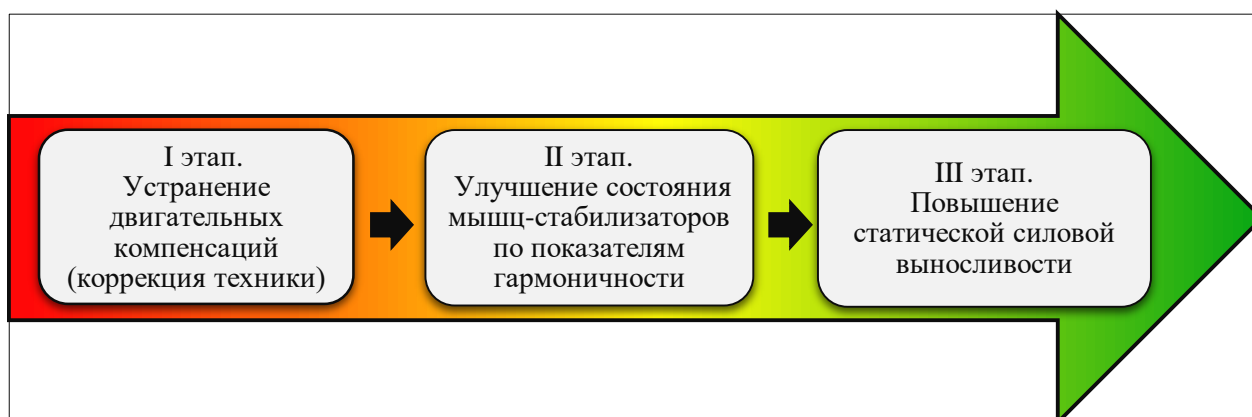 I этап.
Устранение
двигательных
компенсаций
(коррекция техники)
II этап.
Улучшение состояния
мышц-стабилизаторов
по показателям
гармоничности
III этап.
Повышение
статической силовой
выносливости